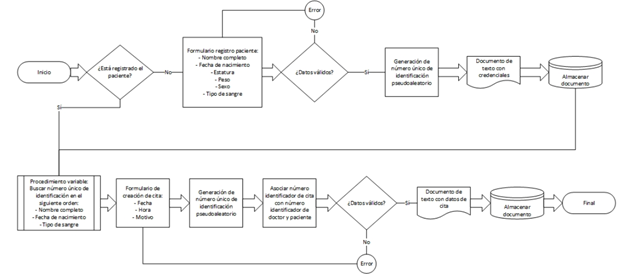 Error
No
Inicio
¿Está registrado el
paciente?
No
Formulario registro paciente:
- Nombre completo
- Fecha de nacimiento
- Estatura
- Peso
- Sexo
- Tipo de sangre
¿Datos válidos?
Si
Generación de
número único de
identificación
pseudoaleatorio
Documento de
texto con
credenciales
Almacenar
documento
Si
Procedimiento variable:
Buscar número único de
identificación en el
siguiente orden:
- Nombre completo
- Fecha de nacimiento
- Tipo de sangre
Formulario de
creación de cita:
- Fecha
- Hora
- Motivo
Generación de
número único de
identificación
pseudoaleatorio
Asociar número
identificador de cita
con número
identificador de
doctor y paciente
¿Datos válidos?
Si
Documento de
texto con datos de
cita
Almacenar
documento
Final
No
Error